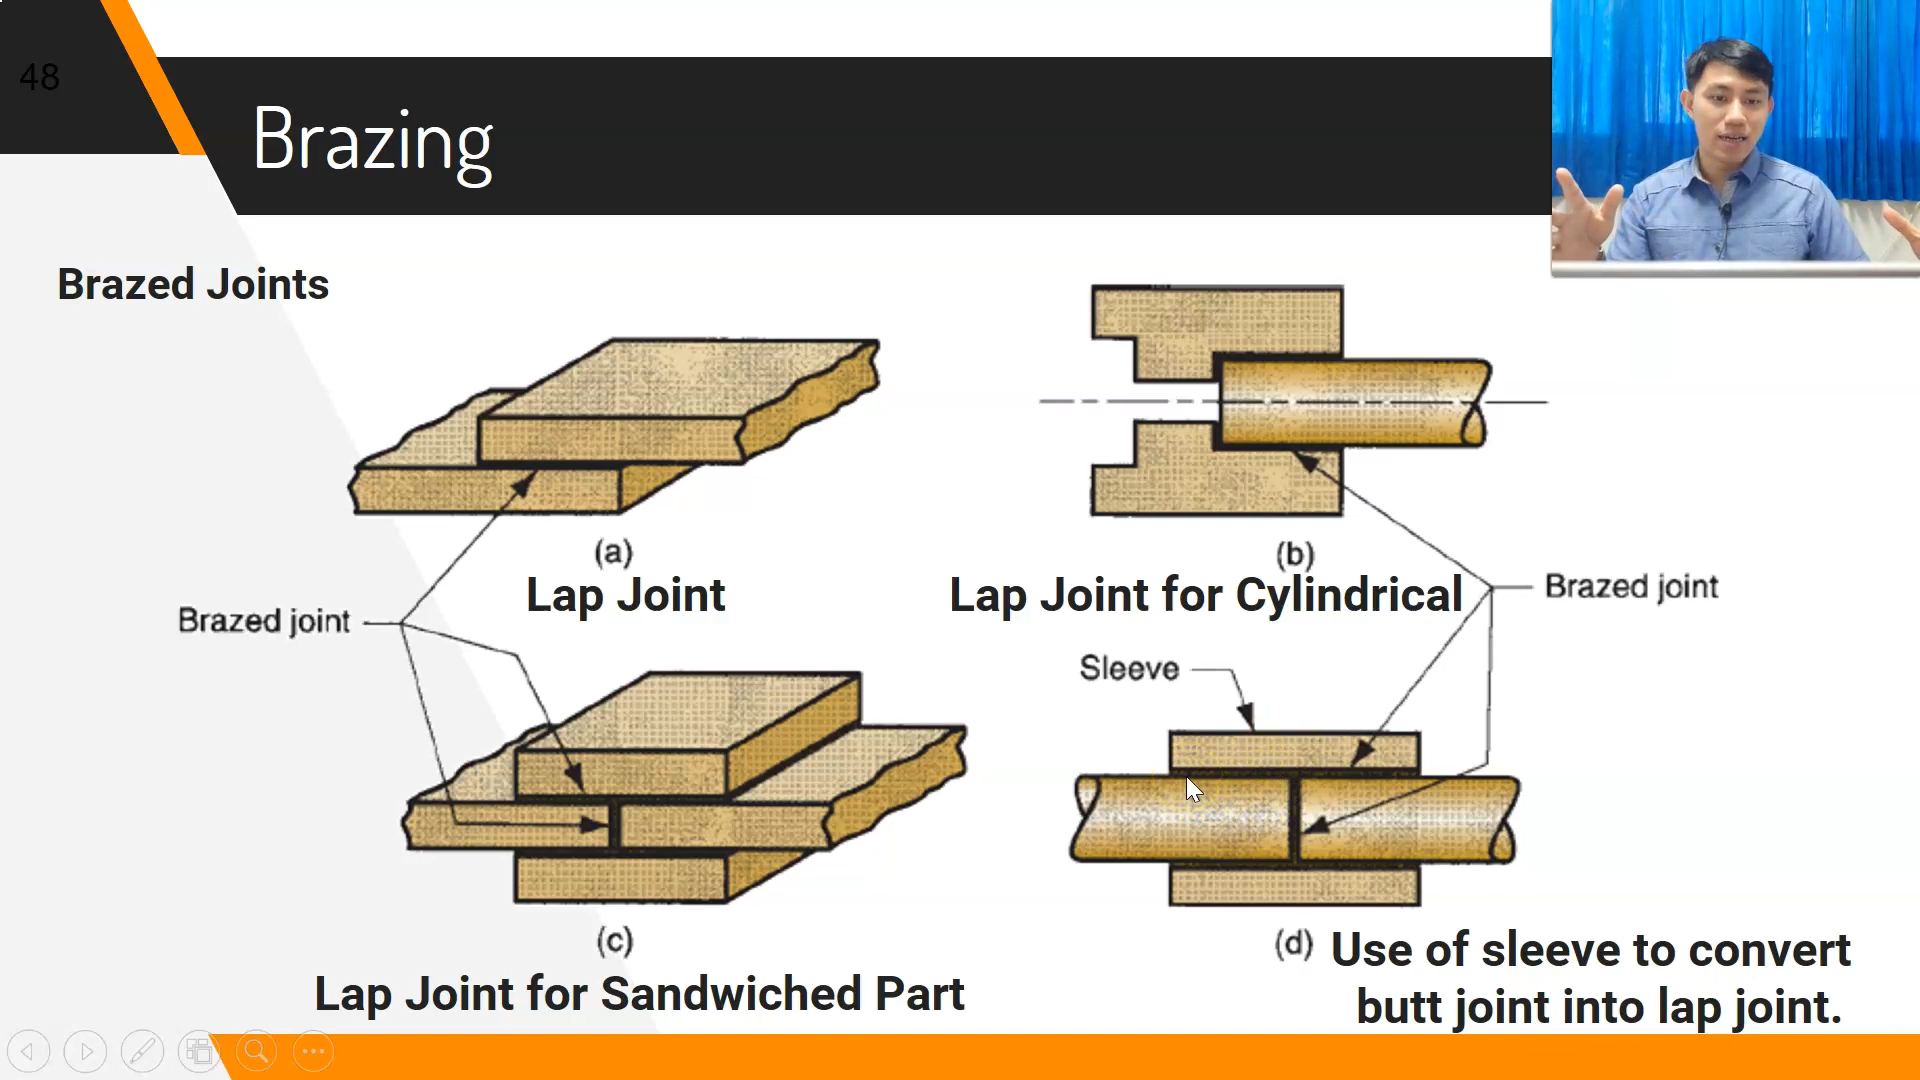 48
Brazing
Brazed Joints
(a)
Lap Joint
(b)
Lap Joint for Cylindrical
Brazed joint
Brazed joint
Sleeve
(c)
Lap Joint for Sandwiched Part
(d)
Use of sleeve to convert
butt joint into lap joint.